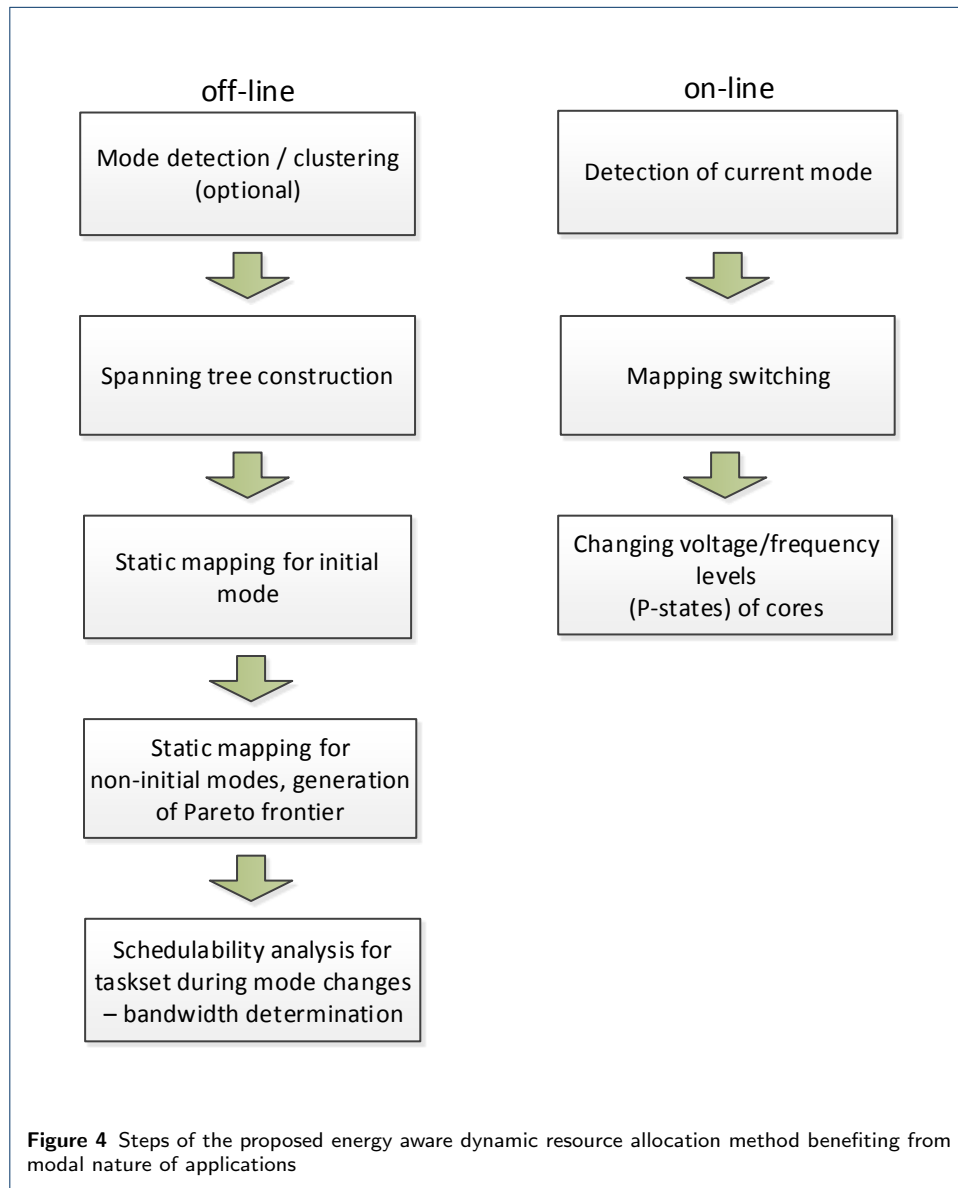 off-line
Mode detection / clustering
(optional)
Spanning tree construction
Static mapping for initial
mode
Static mapping for
non-initial modes, generation
of Pareto frontier
Schedulability analysis for
taskset during mode changes
– bandwidth determination
on-line
Detection of current mode
Mapping switching
Changing voltage/frequency
levels
(P-states) of cores
Figure 4 Steps of the proposed energy aware dynamic resource allocation method benefiting from
modal nature of applications